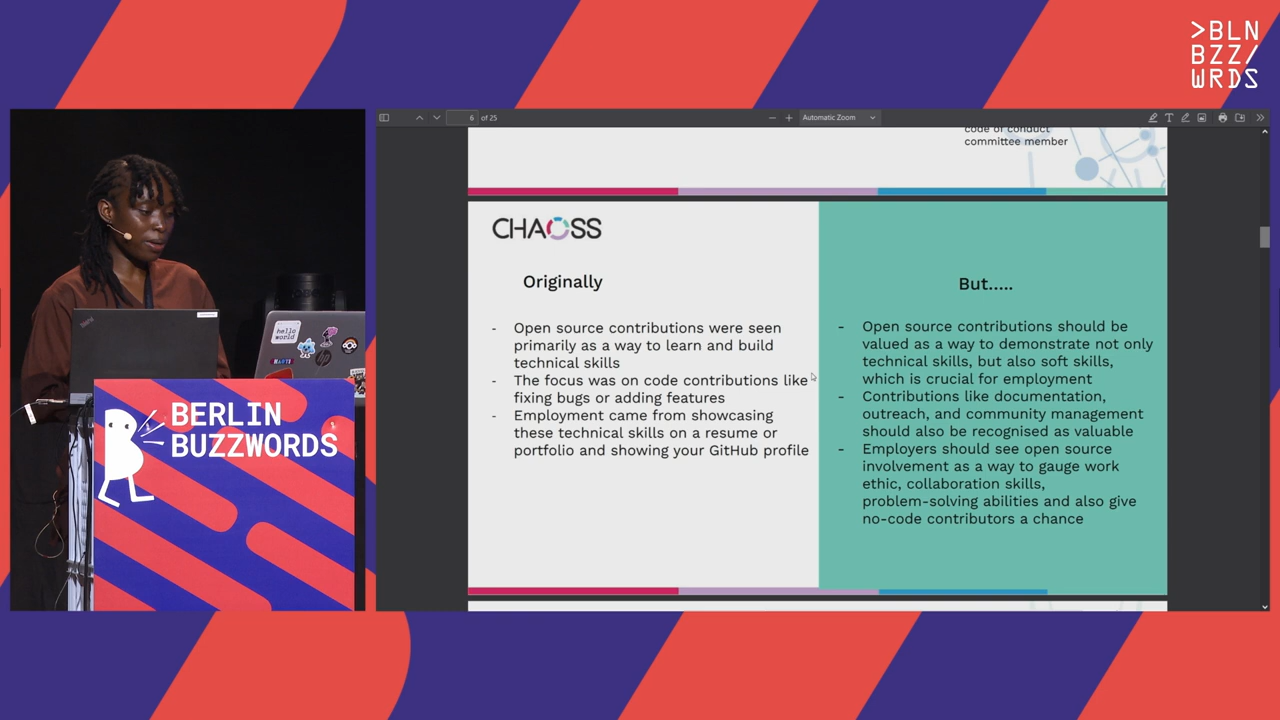 >BLN
BZZ/
WRDS
6 of 25
Automatic Zoom
code of conduct
committee member
CHAOSS
Originally
- Open source contributions were seen
primarily as a way to learn and build
technical skills
- The focus was on code contributions like
fixing bugs or adding features
- Employment came from showcasing
these technical skills on a resume or
portfolio and showing your GitHub profile
But.....
- Open source contributions should be
valued as a way to demonstrate not only
technical skills, but also soft skills,
which is crucial for employment
- Contributions like documentation,
outreach, and community management
should also be recognised as valuable
- Employers should see open source
involvement as a way to gauge work
ethic, collaboration skills,
problem-solving abilities and also give
no-code contributors a chance
ThinkPad
hello
world
hp
BERLIN
BUZZWORDS